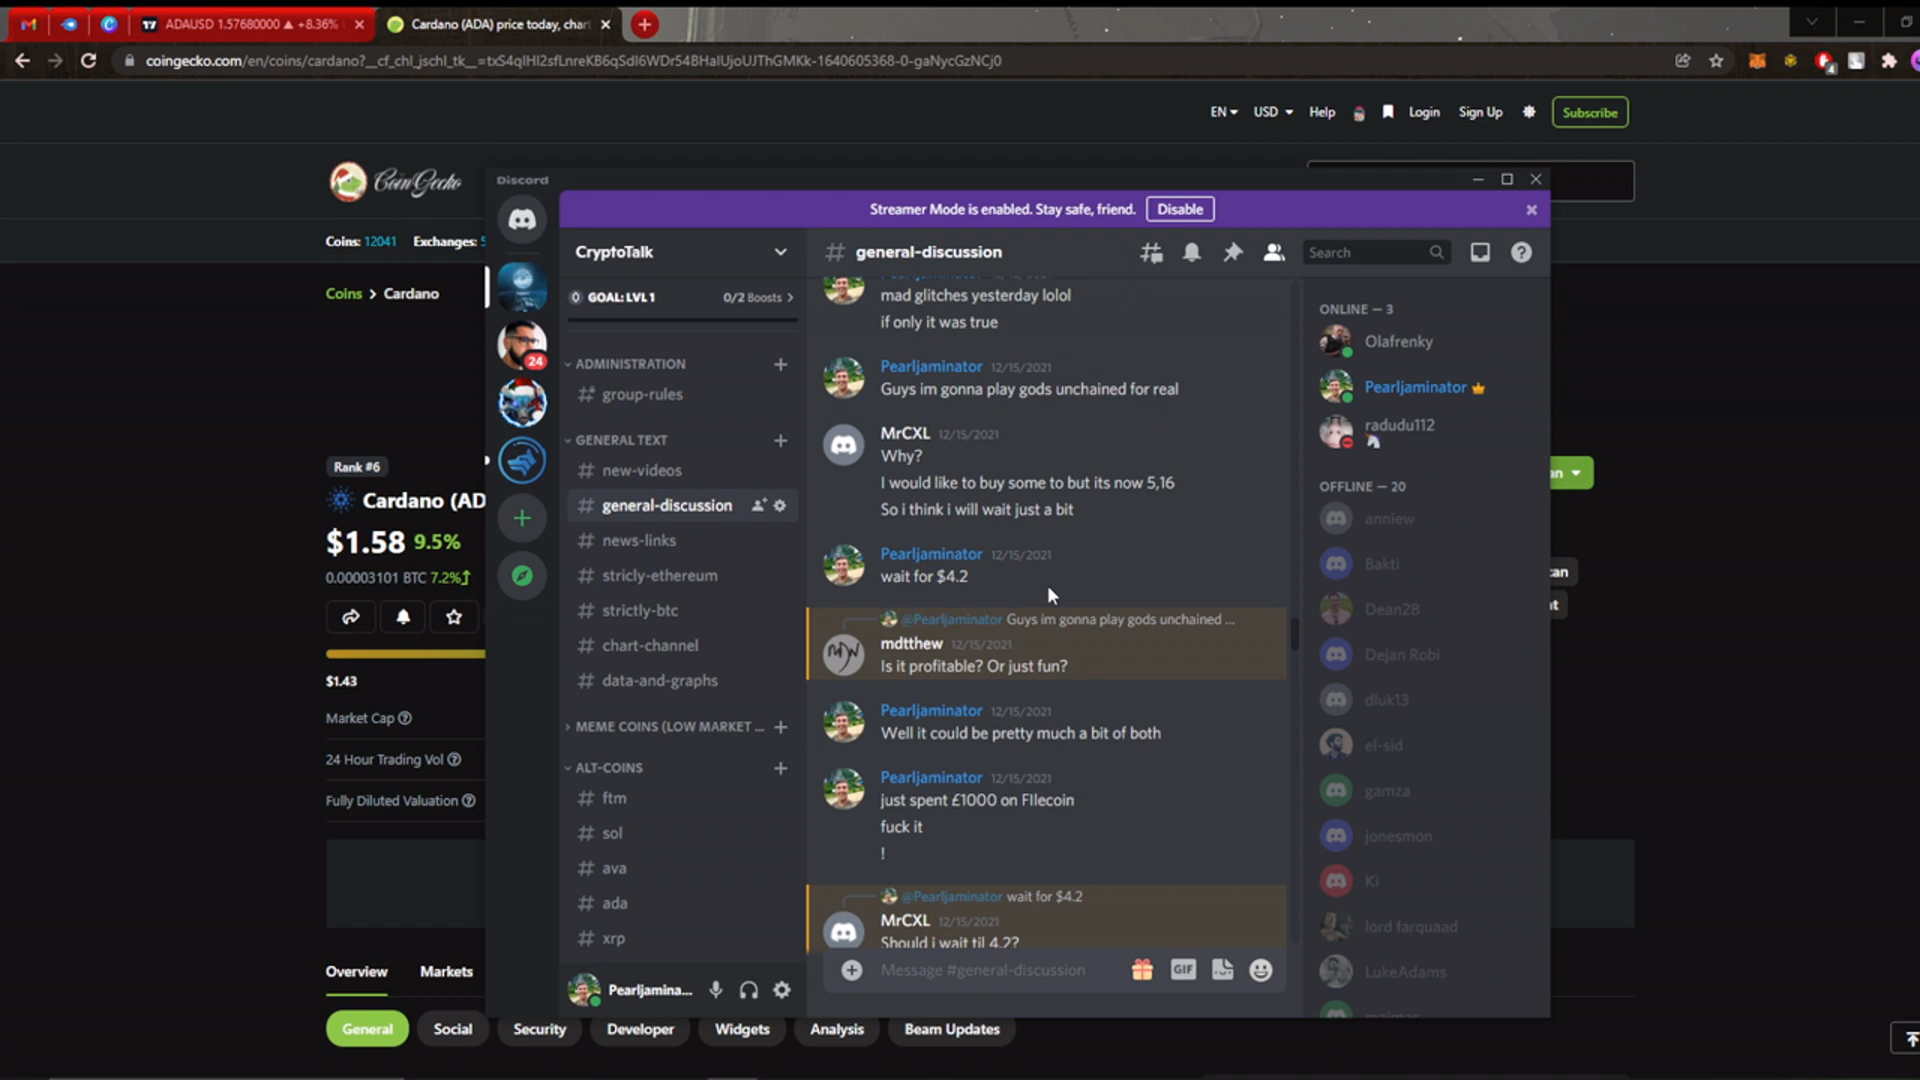 ADAUSD 1.57680000 ▲ +8.36%
Cardano (ADA) price today, chart
coingecko.com/en/coins/cardano?__cf_chl_jschl_tk__=txS4qIHI2sfLnreKB6qSdI6WDr54BHaIUjoUJThGMKk-1640605368-0-gaNycGzNCj0
4
EN
USD
Help
Login
Sign Up
Subscribe
CoinGecko
Coins: 12041
Exchanges:
Coins > Cardano
Rank #6
Cardano (AD
$1.58 9.5%
0.00003101 BTC 7.2%
$1.43
Market Cap
24 Hour Trading Vol
Fully Diluted Valuation
Overview
Markets
General
Social
Security
Developer
Widgets
Analysis
Beam Updates
Discord
Streamer Mode is enabled. Stay safe, friend.
Disable
24
CryptoTalk
GOAL: LVL 1
0/2 Boosts
ADMINISTRATION
group-rules
GENERAL TEXT
new-videos
general-discussion
news-links
stricly-ethereum
strictly-btc
chart-channel
data-and-graphs
MEME COINS (LOW MARKET ...
ALT-COINS
ftm
sol
ava
ada
xrp
Pearljamina...
# general-discussion
Search
mad glitches yesterday lolol
if only it was true
Pearljaminator 12/15/2021
Guys im gonna play gods unchained for real
MrCXL 12/15/2021
Why?
I would like to buy some to but its now 5,16
So i think i will wait just a bit
Pearljaminator 12/15/2021
wait for $4.2
@Pearljaminator Guys im gonna play gods unchained ...
mdtthew 12/15/2021
Is it profitable? Or just fun?
Pearljaminator 12/15/2021
Well it could be pretty much a bit of both
Pearljaminator 12/15/2021
just spent £1000 on FIlecoin
fuck it
!
@Pearljaminator wait for $4.2
MrCXL 12/15/2021
Should i wait til 4.2?
Message #general-discussion
GIF
ONLINE — 3
Olafrenky
Pearljaminator
radudu112
OFFLINE — 20
anniew
Bakti
Dean28
Dejan Robi
dluk13
el-sid
gamza
jonesmon
Ki
lord farquaad
LukeAdams